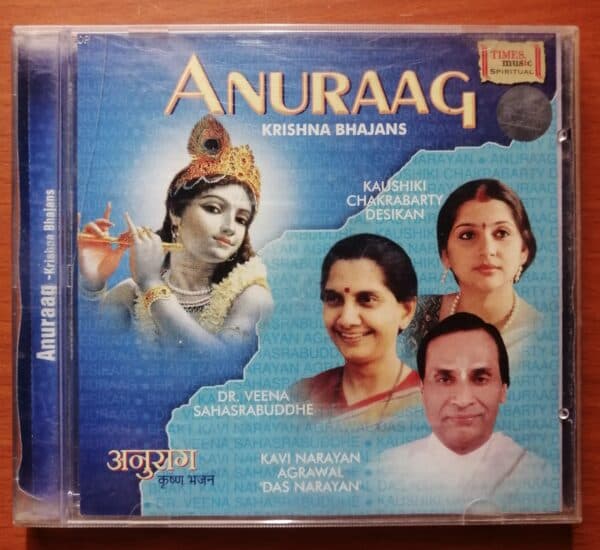 TIMES
music
SPIRITUAL
ANURAAG
KRISHNA BHAJANS
KAUSHIKI
CHAKRABARTY
DESIKAN
DR. VEENA
SAHASRABUDDHE
KAVI NARAYAN
AGRAWAL
'DAS NARAYAN'
अनुराग
कृष्ण भजन
Anuraag -Krishna Bhajans